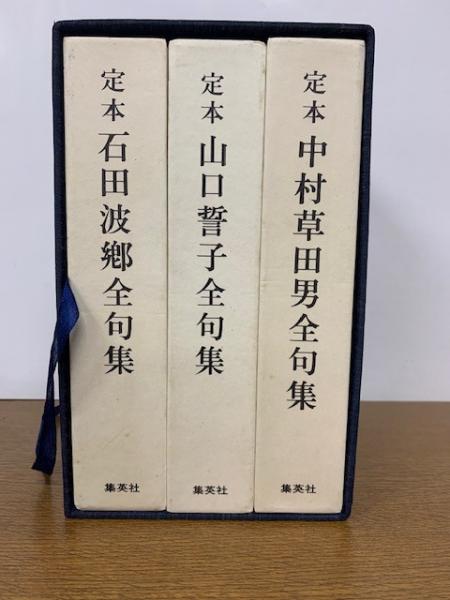 定本 中村草田男全句集
集英社
定本 山口誓子全句集
集英社
定本 石田波郷全句集
集英社